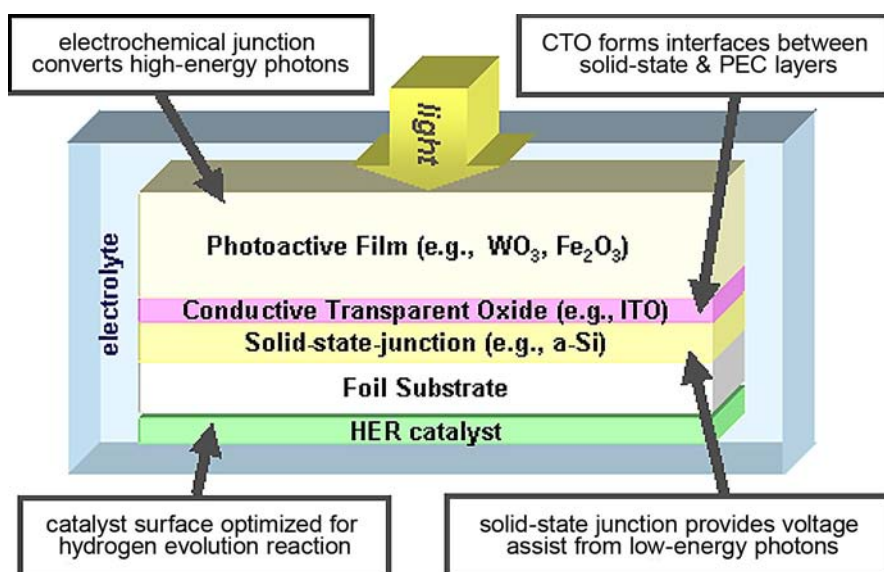 electrochemical junction
converts high-energy photons
CTO forms interfaces between
solid-state & PEC layers
light
electrolyte
Photoactive Film (e.g., WO₃, Fe₂O₃)
Conductive Transparent Oxide (e.g., ITO)
Solid-state-junction (e.g., a-Si)
Foil Substrate
HER catalyst
catalyst surface optimized for
hydrogen evolution reaction
solid-state junction provides voltage
assist from low-energy photons